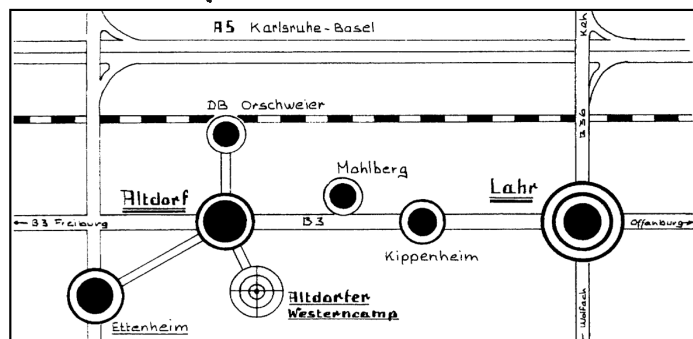 A5 Karlsruhe-Basel
Kehl
DB Orschweier
B36
Mahlberg
Altdorf
Lahr
B3 Freiburg
B3
Offenburg
Kippenheim
Ettenheim
Altdorfer
Westerncamp
Wolfach